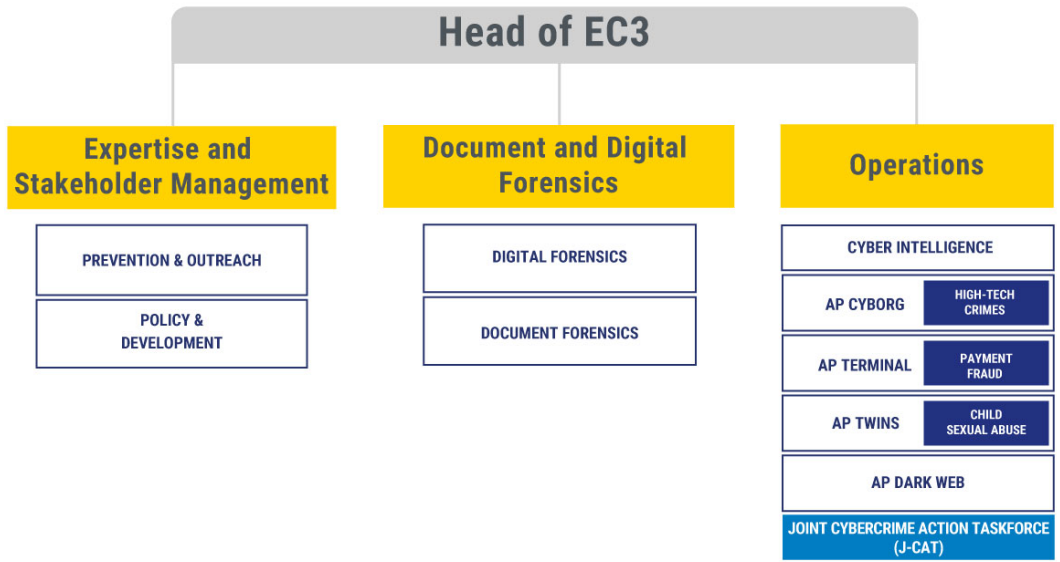 Head of EC3
Expertise and
Stakeholder Management
PREVENTION & OUTREACH
POLICY &
DEVELOPMENT
Document and Digital
Forensics
DIGITAL FORENSICS
DOCUMENT FORENSICS
Operations
CYBER INTELLIGENCE
AP CYBORG
HIGH-TECH
CRIMES
AP TERMINAL
PAYMENT
FRAUD
AP TWINS
CHILD
SEXUAL ABUSE
AP DARK WEB
JOINT CYBERCRIME ACTION TASKFORCE
(J-CAT)